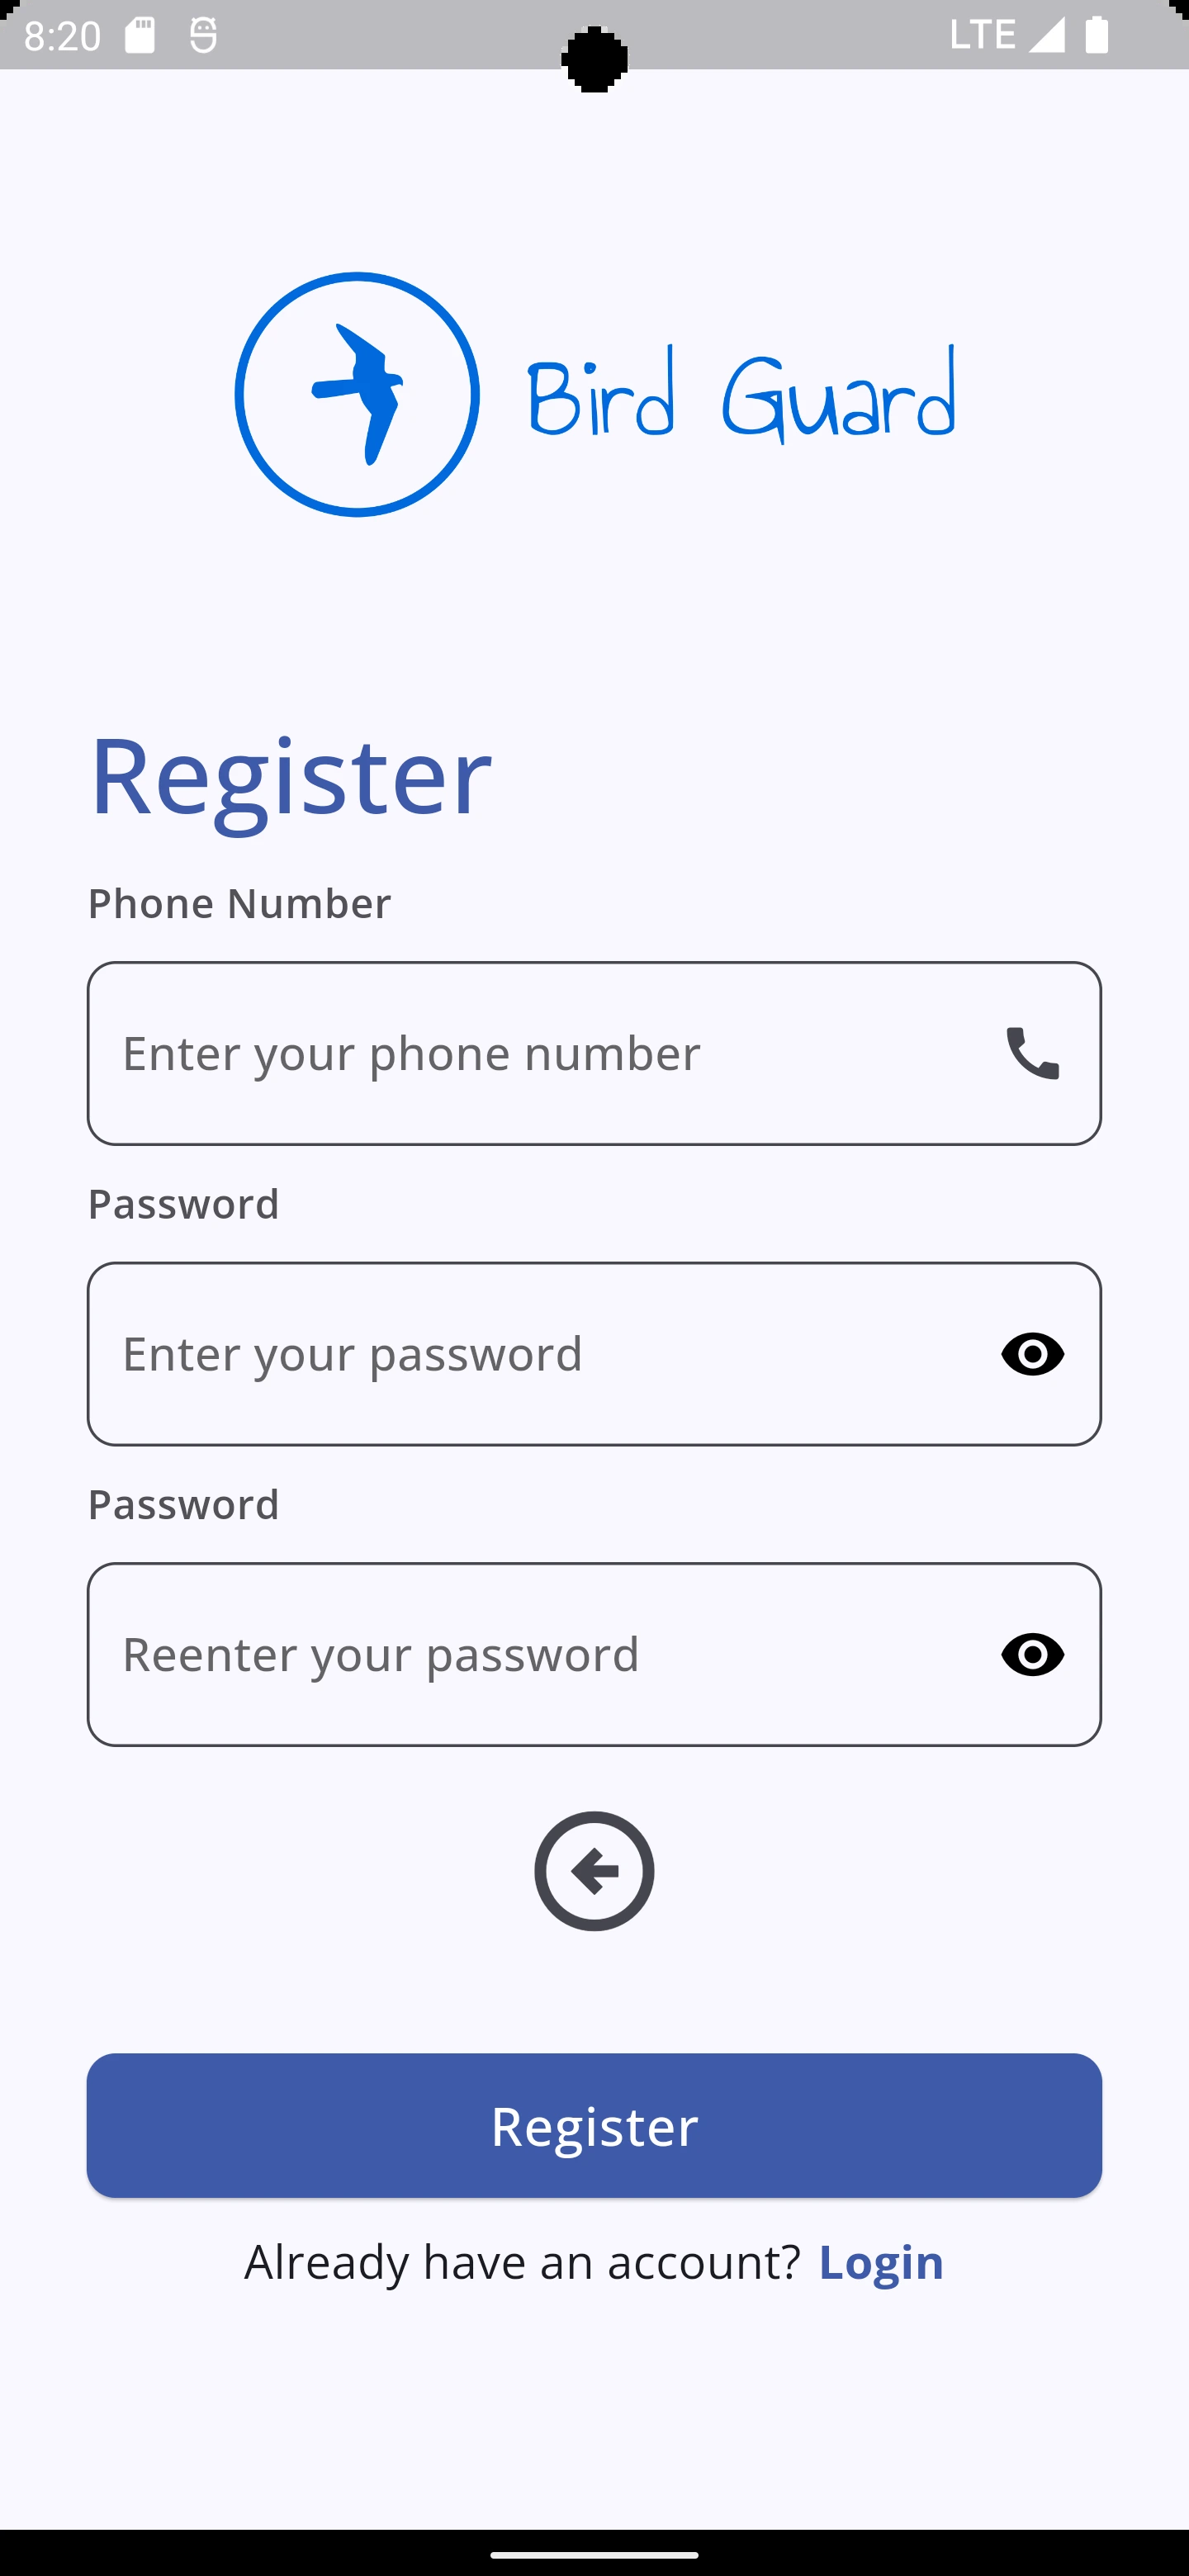 8:20 LTE
Bird Guard
Register
Phone Number
Enter your phone number
Password
Enter your password
Password
Reenter your password
Register
Already have an account? Login